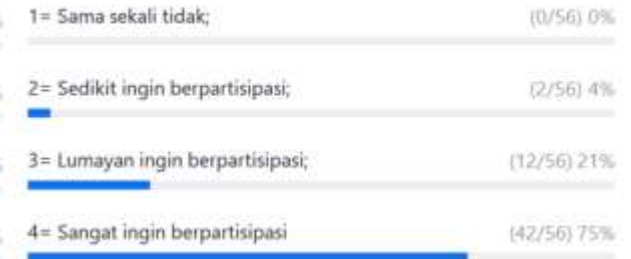 1= Sama sekali tidak; (0/56) 0%
2= Sedikit ingin berpartisipasi; (2/56) 4%
3= Lumayan ingin berpartisipasi; (12/56) 21%
4= Sangat ingin berpartisipasi (42/56) 75%